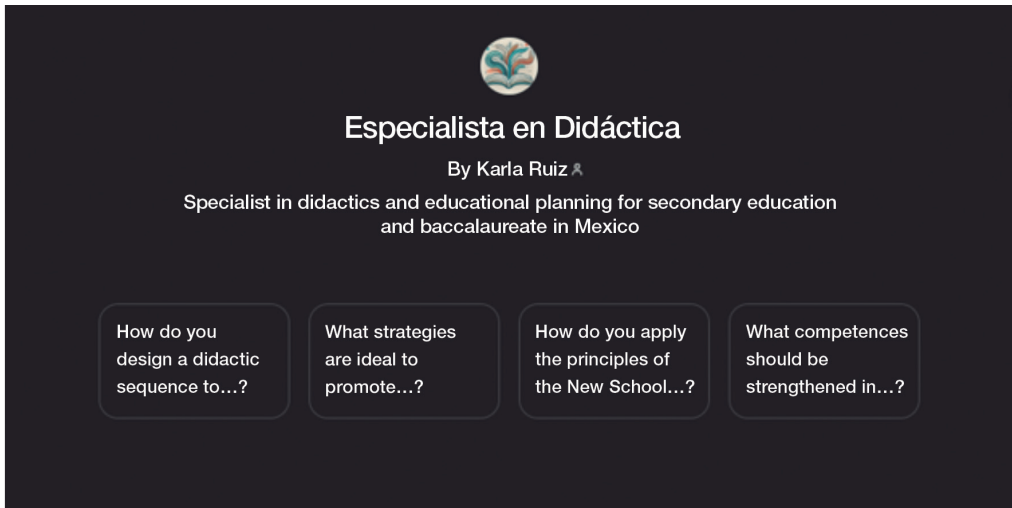 Especialista en Didáctica
By Karla Ruiz
Specialist in didactics and educational planning for secondary education
and baccalaureate in Mexico
How do you
design a didactic
sequence to...?
What strategies
are ideal to
promote...?
How do you apply
the principles of
the New School...?
What competences
should be
strengthened in...?